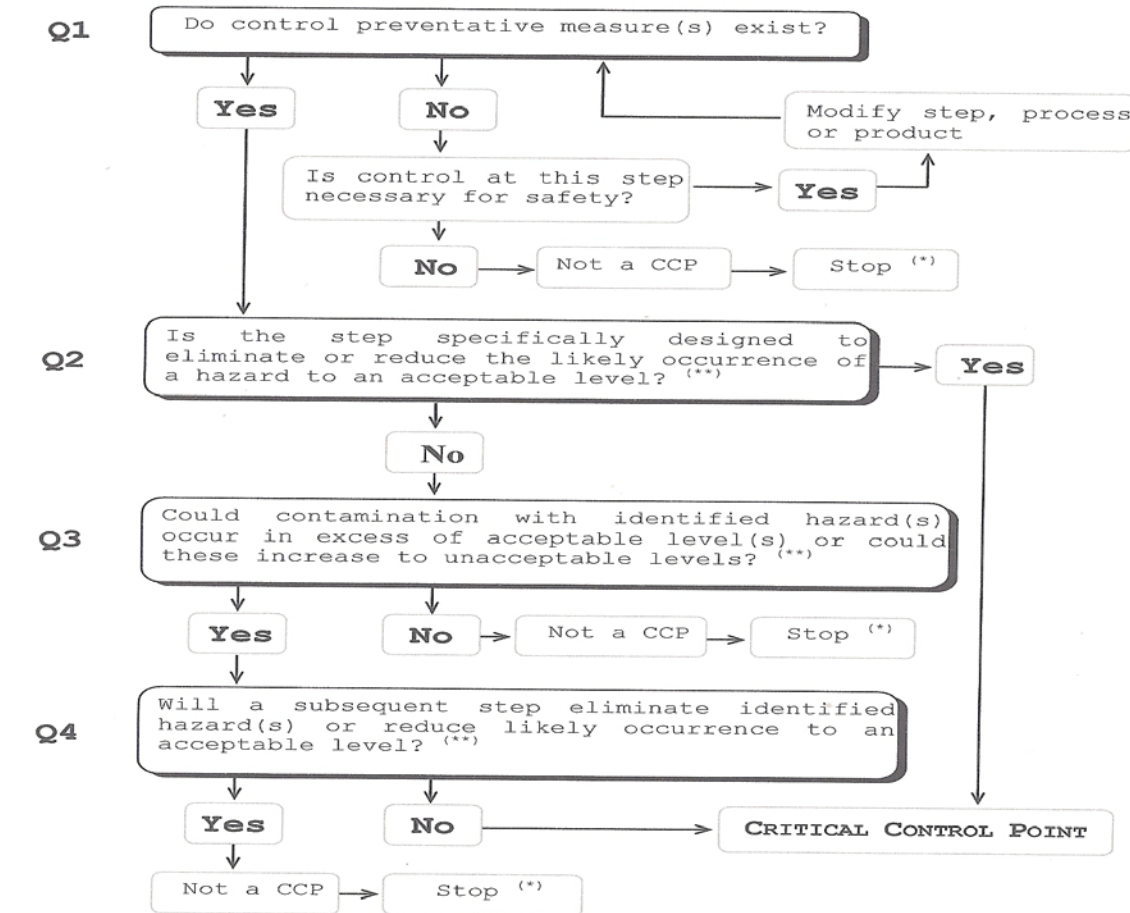 Q1
Do control preventative measure(s) exist?
Yes
No
Modify step, process
or product
Is control at this step
necessary for safety?
Yes
No
Not a CCP
Stop (*)
Q2
Is the step specifically designed to
eliminate or reduce the likely occurrence of
a hazard to an acceptable level? (**)
Yes
No
Q3
Could contamination with identified hazard(s)
occur in excess of acceptable level(s) or could
these increase to unacceptable levels? (**)
Yes
No
Not a CCP
Stop (*)
Q4
Will a subsequent step eliminate identified
hazard(s) or reduce likely occurrence to an
acceptable level? (**)
Yes
No
CRITICAL CONTROL POINT
Not a CCP
Stop (*)